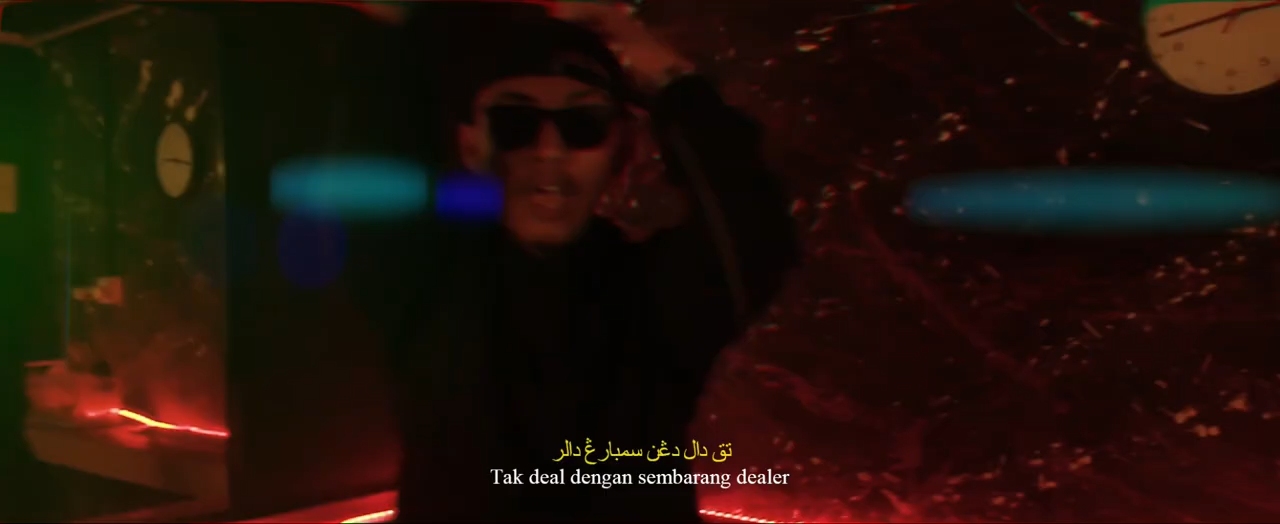 تق دال دڠن سمبارڠ دالر
Tak deal dengan sembarang dealer